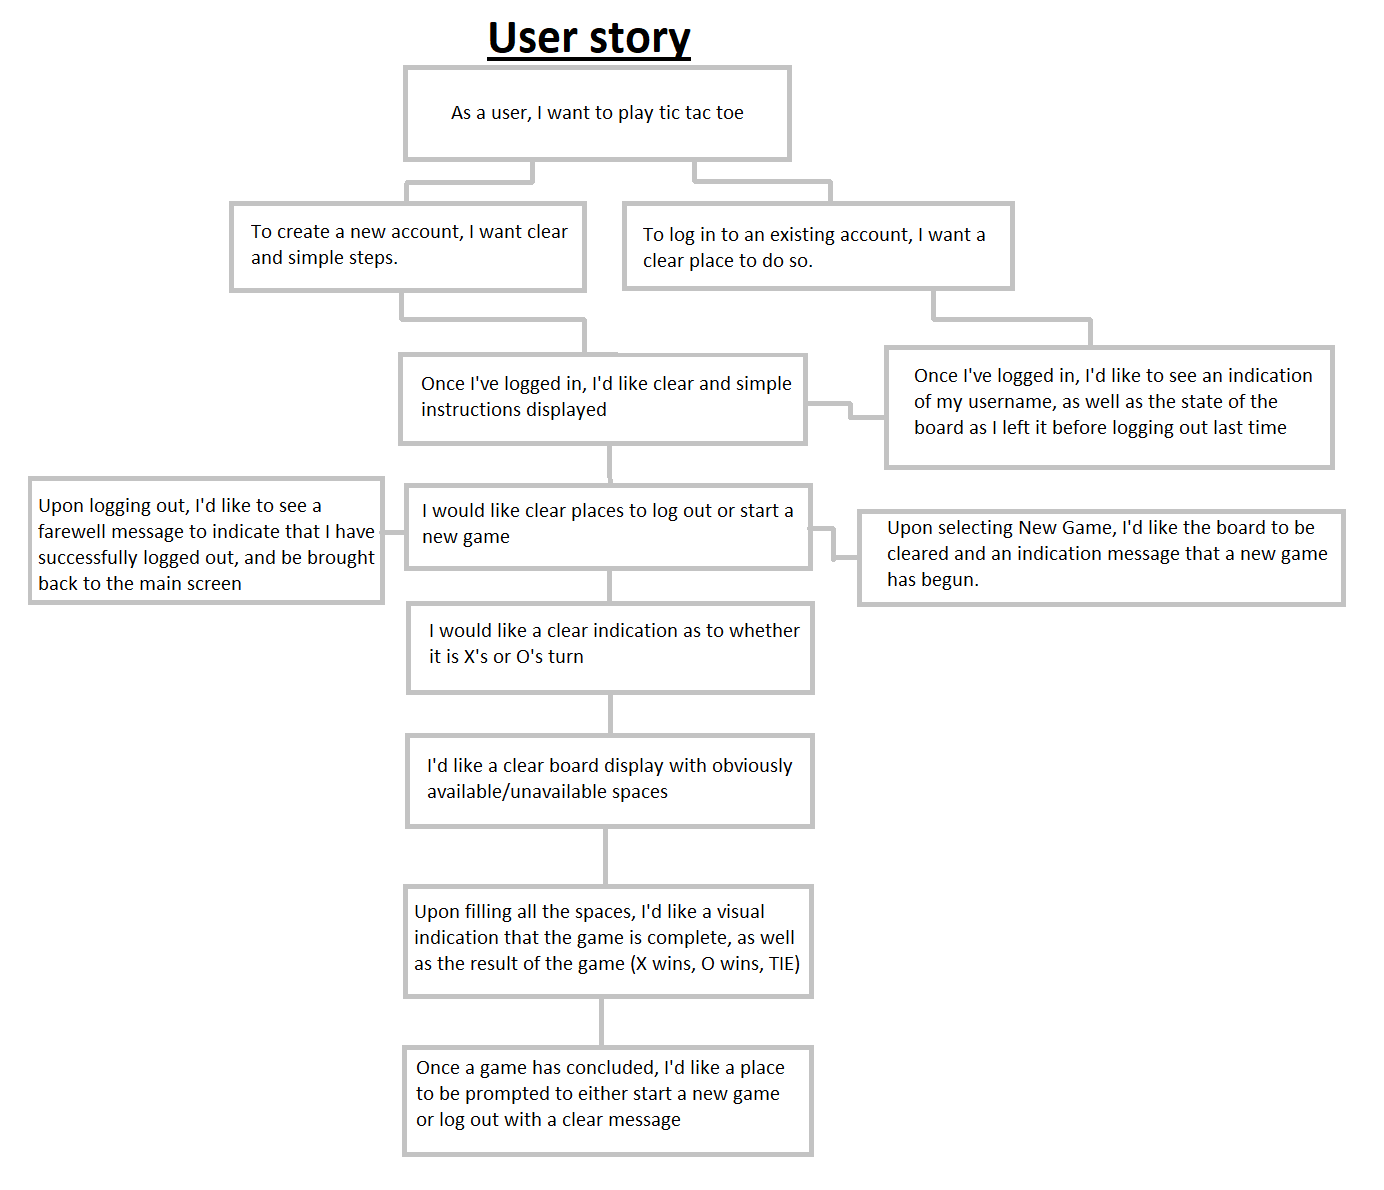 User story
As a user, I want to play tic tac toe
To create a new account, I want clear
and simple steps.
To log in to an existing account, I want a
clear place to do so.
Once I've logged in, I'd like clear and simple
instructions displayed
Once I've logged in, I'd like to see an indication
of my username, as well as the state of the
board as I left it before logging out last time
Upon logging out, I'd like to see a
farewell message to indicate that I have
successfully logged out, and be brought
back to the main screen
I would like clear places to log out or start a
new game
Upon selecting New Game, I'd like the board to be
cleared and an indication message that a new game
has begun.
I would like a clear indication as to whether
it is X's or O's turn
I'd like a clear board display with obviously
available/unavailable spaces
Upon filling all the spaces, I'd like a visual
indication that the game is complete, as well
as the result of the game (X wins, O wins, TIE)
Once a game has concluded, I'd like a place
to be prompted to either start a new game
or log out with a clear message